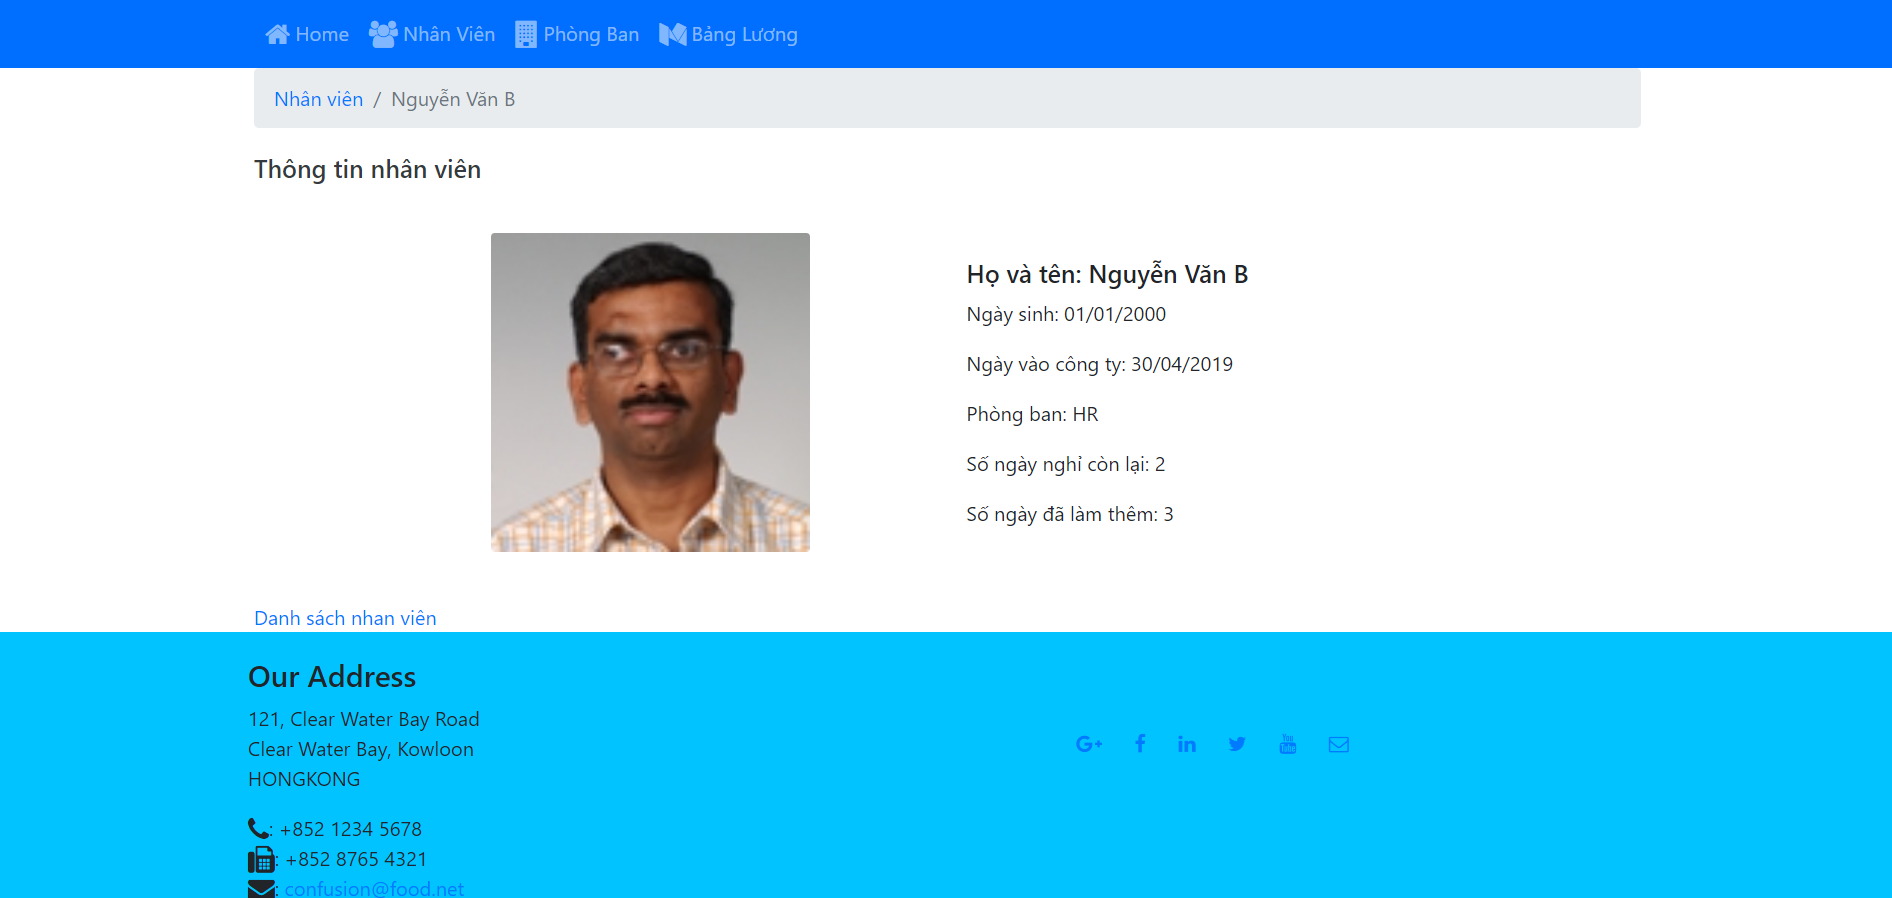 Home Nhân Viên Phòng Ban Bảng Lương
Nhân viên / Nguyễn Văn B
Thông tin nhân viên
Họ và tên: Nguyễn Văn B
Ngày sinh: 01/01/2000
Ngày vào công ty: 30/04/2019
Phòng ban: HR
Số ngày nghỉ còn lại: 2
Số ngày đã làm thêm: 3
Danh sách nhan viên
Our Address
121, Clear Water Bay Road
Clear Water Bay, Kowloon
HONGKONG
: +852 1234 5678
: +852 8765 4321
: confusion@food.net